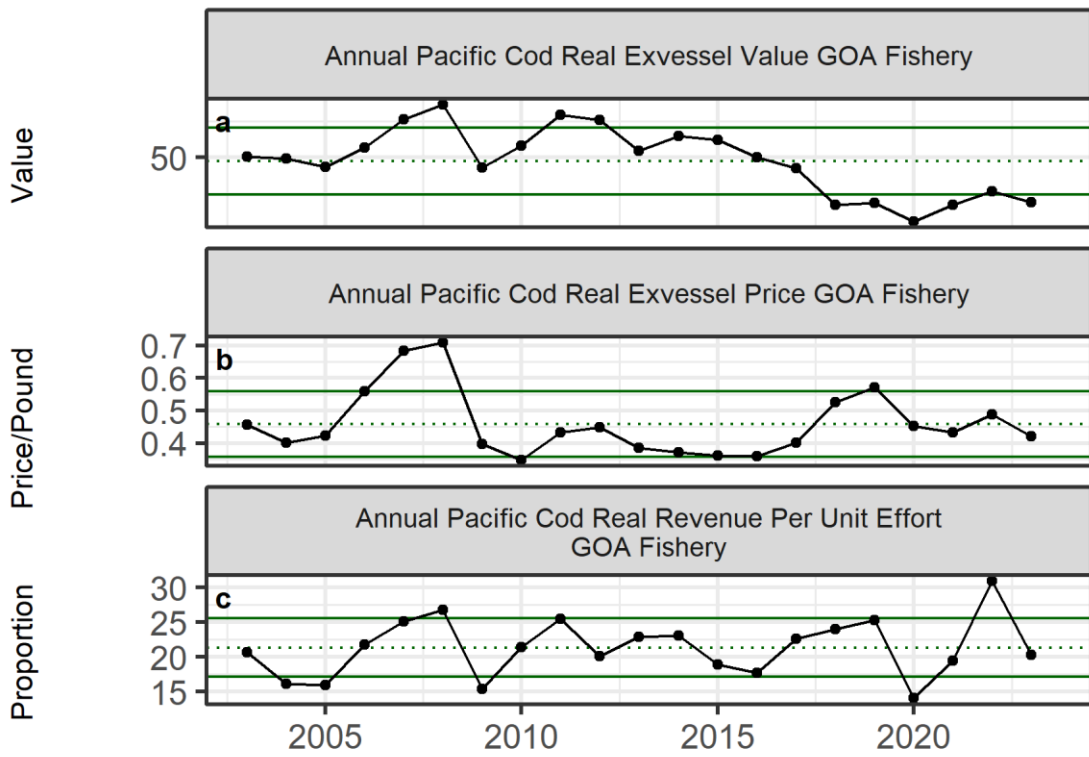 Annual Pacific Cod Real Exvessel Value GOA Fishery
Value
a
50
Annual Pacific Cod Real Exvessel Price GOA Fishery
Price/Pound
b
0.7
0.6
0.5
0.4
Annual Pacific Cod Real Revenue Per Unit Effort
GOA Fishery
Proportion
c
30
25
20
15
2005 2010 2015 2020